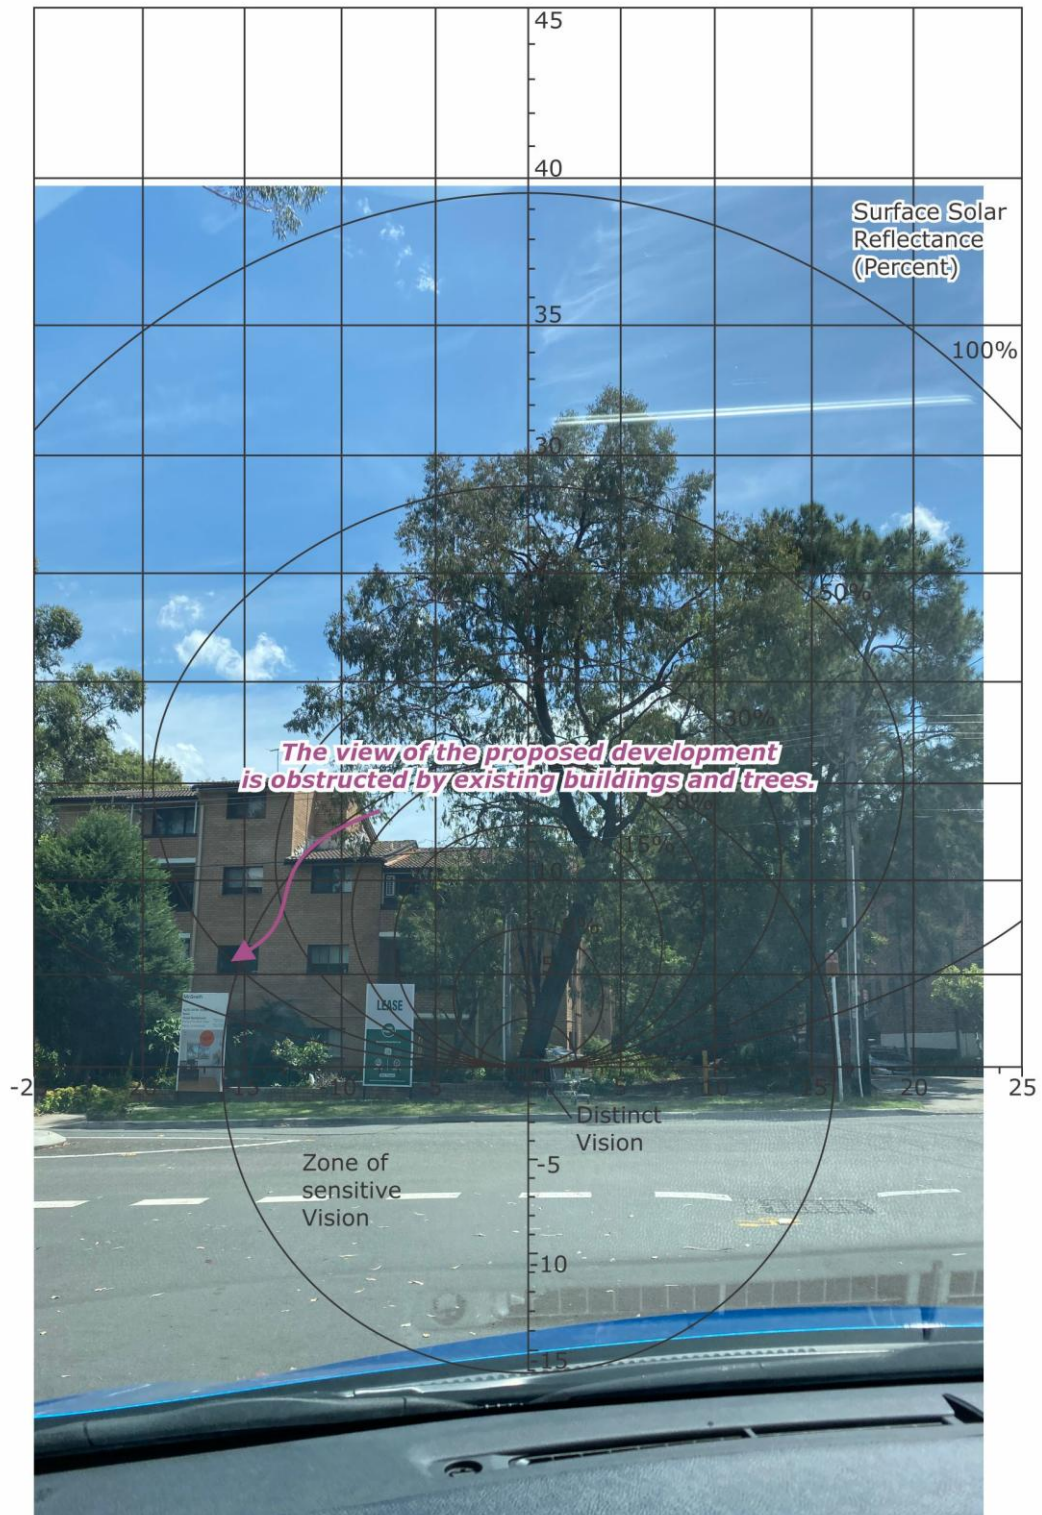 45
40
Surface Solar
Reflectance
(Percent)
35
100%
30
50%
30%
The view of the proposed development
is obstructed by existing buildings and trees.
20%
15%
10
5
LEASE
-2
20
15
10
5
5
15
20
25
Distinct
Vision
Zone of
sensitive
Vision
-5
-10
-15